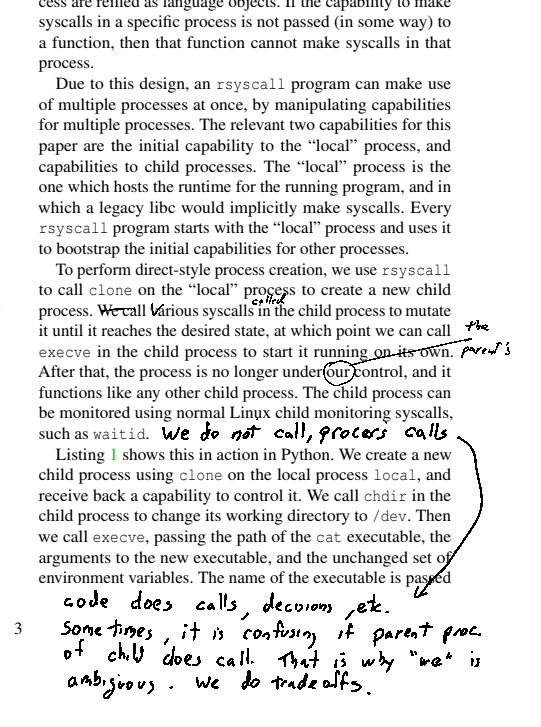 cess are reified as language objects. If the capability to make
syscalls in a specific process is not passed (in some way) to
a function, then that function cannot make syscalls in that
process.
Due to this design, an rsyscall program can make use
of multiple processes at once, by manipulating capabilities
for multiple processes. The relevant two capabilities for this
paper are the initial capability to the “local” process, and
capabilities to child processes. The “local” process is the
one which hosts the runtime for the running program, and in
which a legacy libc would implicitly make syscalls. Every
rsyscall program starts with the “local” process and uses it
to bootstrap the initial capabilities for other processes.
To perform direct-style process creation, we use rsyscall
to call clone on the “local” process to create a new child
called
process. We call Various syscalls in the child process to mutate
it until it reaches the desired state, at which point we can call
the
execve in the child process to start it running on its own.
parent's
After that, the process is no longer under our control, and it
functions like any other child process. The child process can
be monitored using normal Linux child monitoring syscalls,
such as waitid. We do not call, process calls
Listing 1 shows this in action in Python. We create a new
child process using clone on the local process local, and
receive back a capability to control it. We call chdir in the
child process to change its working directory to /dev. Then
we call execve, passing the path of the cat executable, the
arguments to the new executable, and the unchanged set of
environment variables. The name of the executable is passed
code does calls, decisions, etc.
3
Sometimes, it is confusing if parent proc.
of child does call. That is why "we" is
ambiguous. We do tradeoffs.